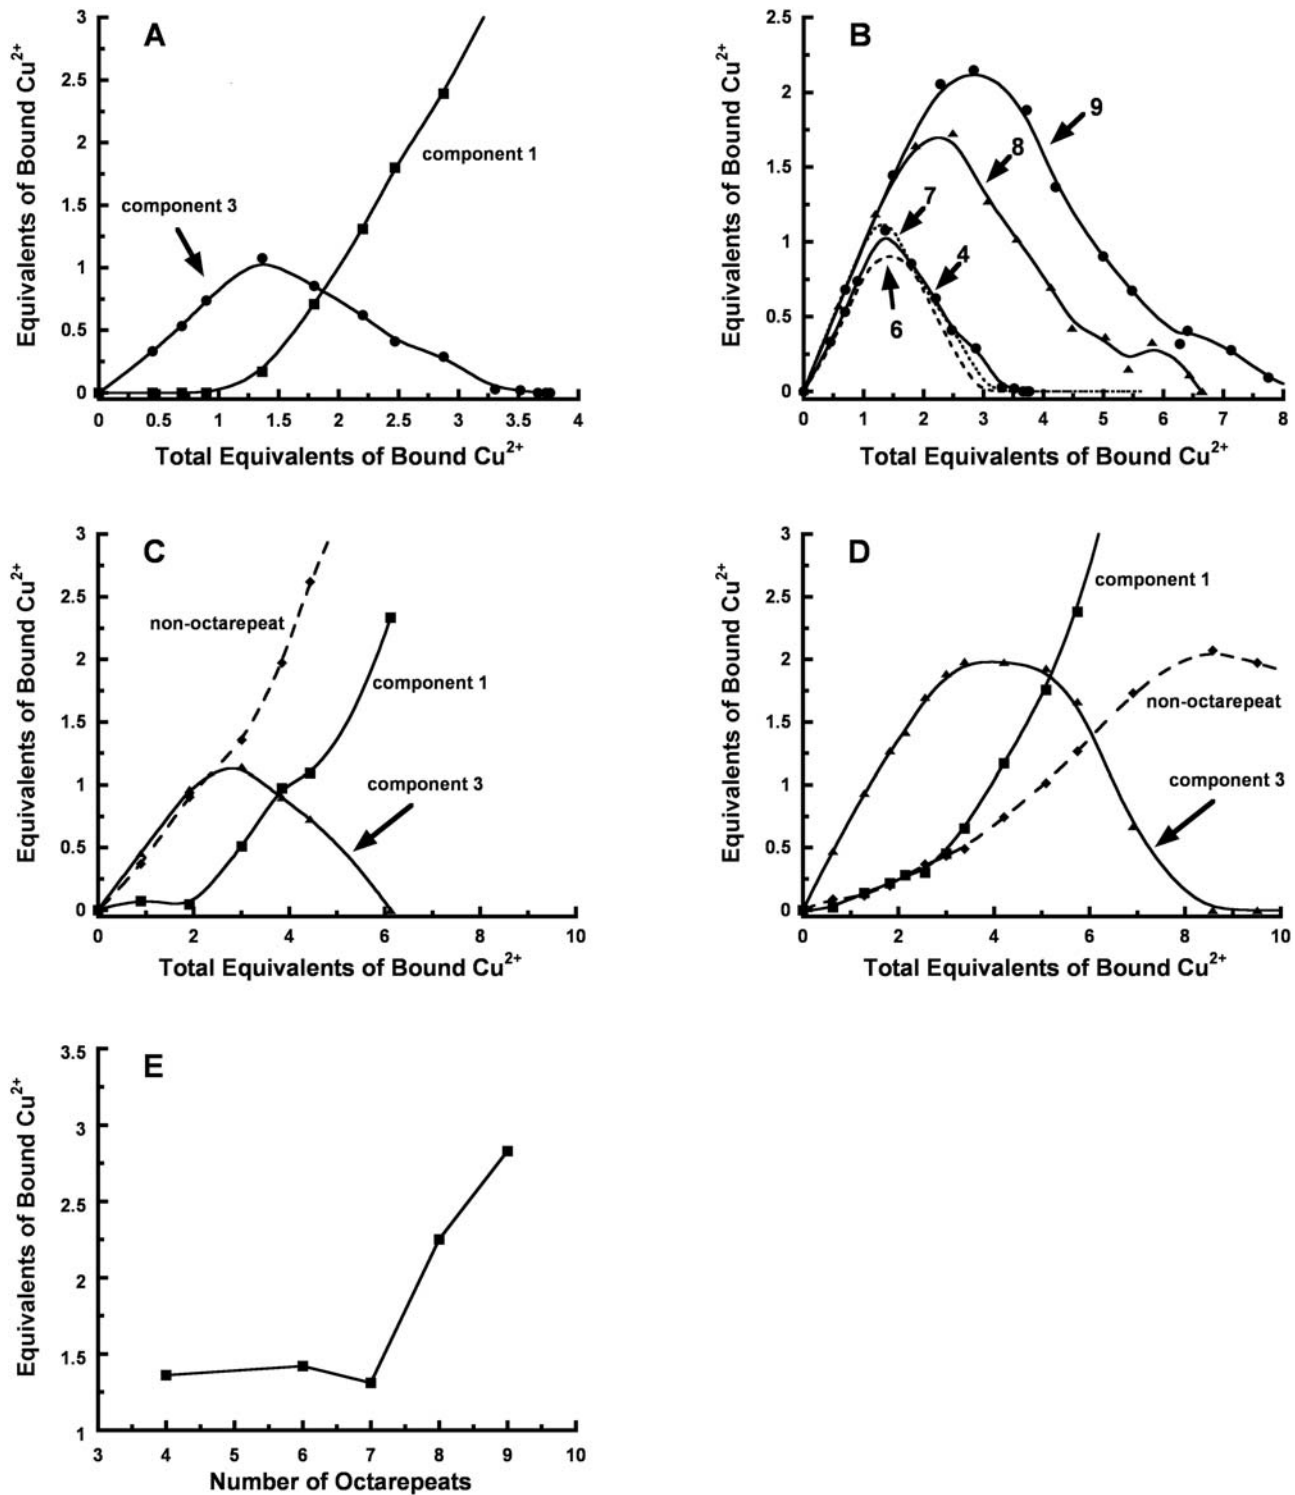 A
Equivalents of Bound Cu2+
3
2.5
2
1.5
1
0.5
0
component 1
component 3
0 0.5 1 1.5 2 2.5 3 3.5 4
Total Equivalents of Bound Cu2+
B
Equivalents of Bound Cu2+
2.5
2
1.5
1
0.5
0
9
8
7
4
6
0 1 2 3 4 5 6 7 8
Total Equivalents of Bound Cu2+
C
Equivalents of Bound Cu2+
3
2.5
2
1.5
1
0.5
0
non-octarepeat
component 1
component 3
0 2 4 6 8 10
Total Equivalents of Bound Cu2+
D
Equivalents of Bound Cu2+
3
2.5
2
1.5
1
0.5
0
component 1
non-octarepeat
component 3
0 2 4 6 8 10
Total Equivalents of Bound Cu2+
E
Equivalents of Bound Cu2+
3.5
3
2.5
2
1.5
1
3 4 5 6 7 8 9 10
Number of Octarepeats